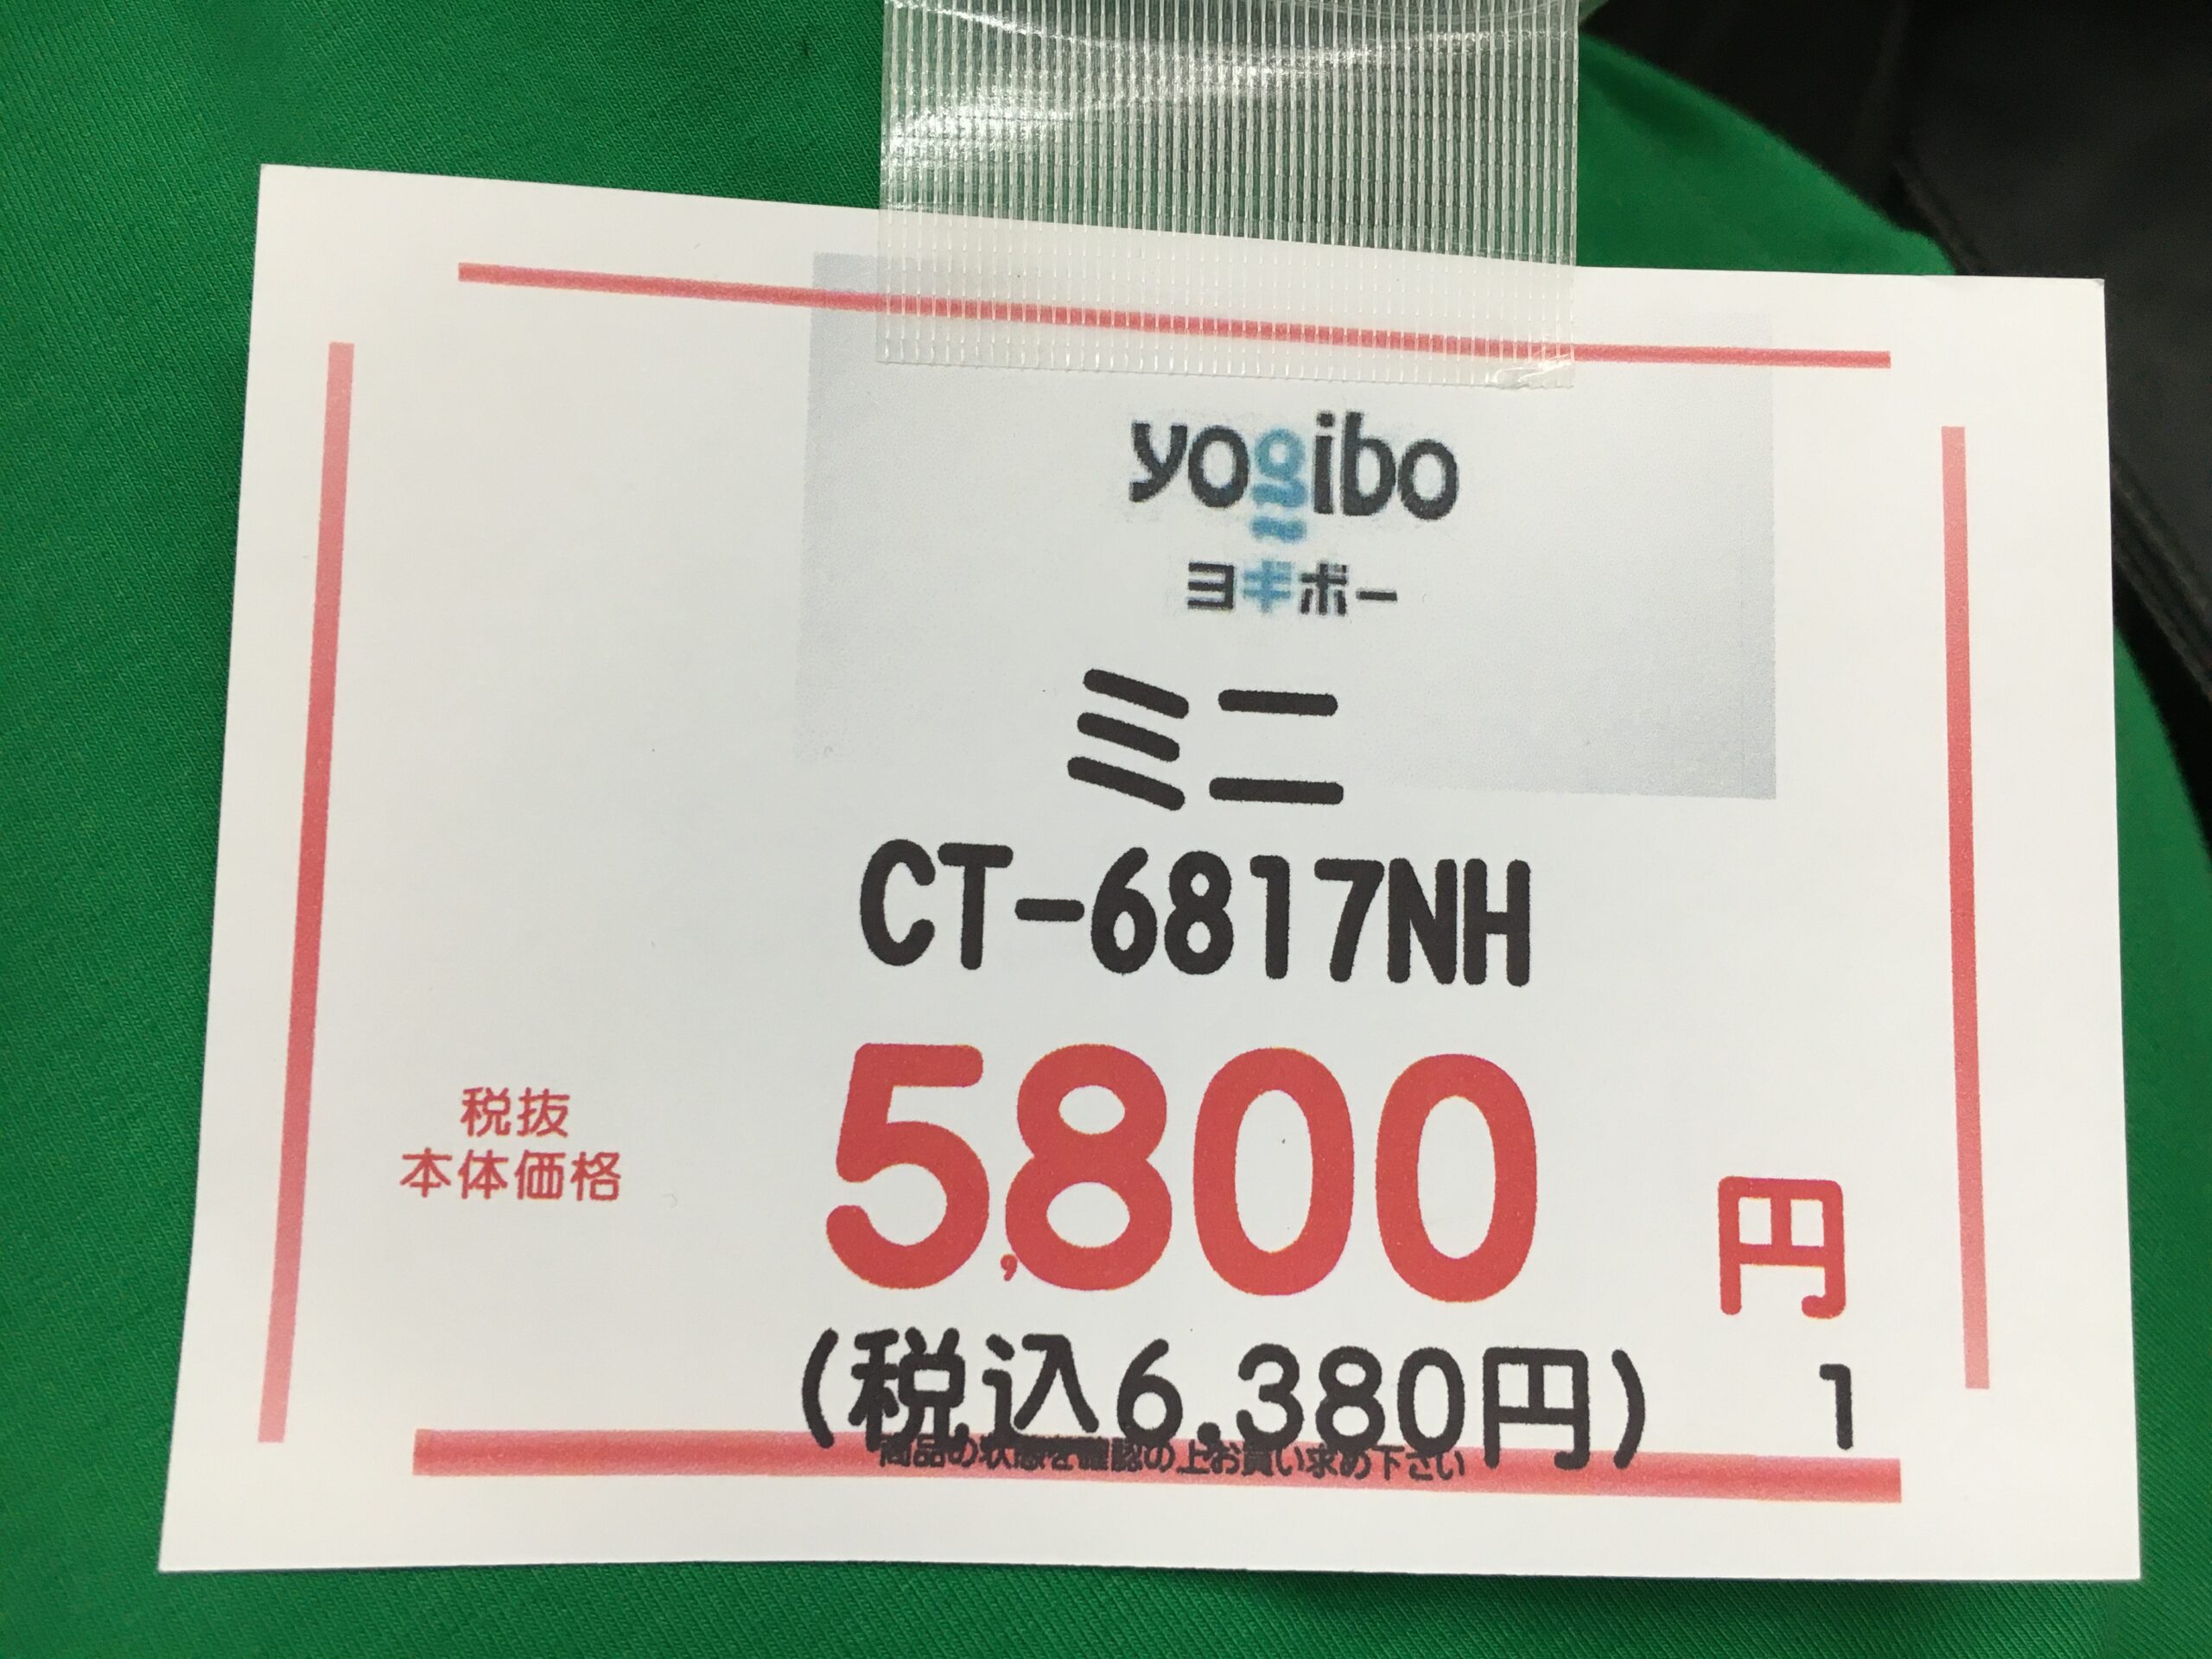 yogibo
ヨギボー
ミニ
CT-6817NH
税抜
本体価格
5,800 円
(税込6.380円) 1
商品の状態を確認の上お買い求め下さい